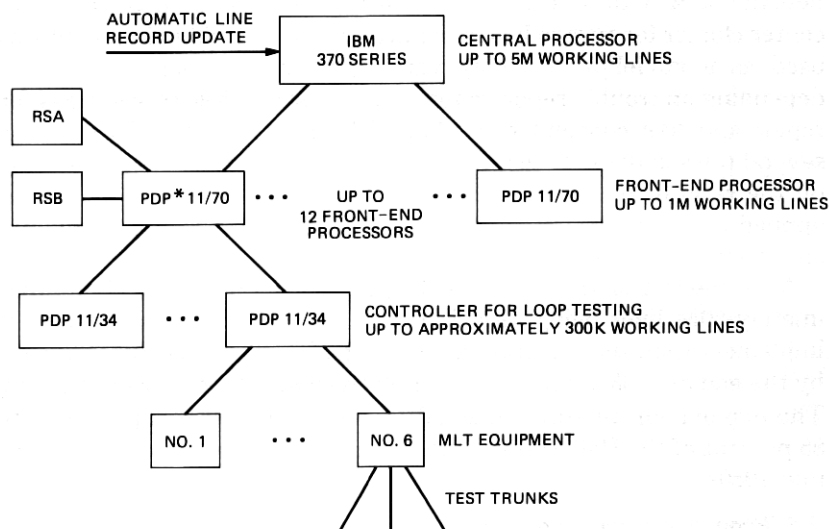 AUTOMATIC LINE
RECORD UPDATE
IBM
370 SERIES
CENTRAL PROCESSOR
UP TO 5M WORKING LINES
RSA
RSB
PDP * 11/70
• • •
UP TO
12 FRONT-END
PROCESSORS
• • •
PDP 11/70
FRONT-END PROCESSOR
UP TO 1M WORKING LINES
PDP 11/34
• • •
PDP 11/34
CONTROLLER FOR LOOP TESTING
UP TO APPROXIMATELY 300K WORKING LINES
NO. 1
• • •
NO. 6
MLT EQUIPMENT
TEST TRUNKS